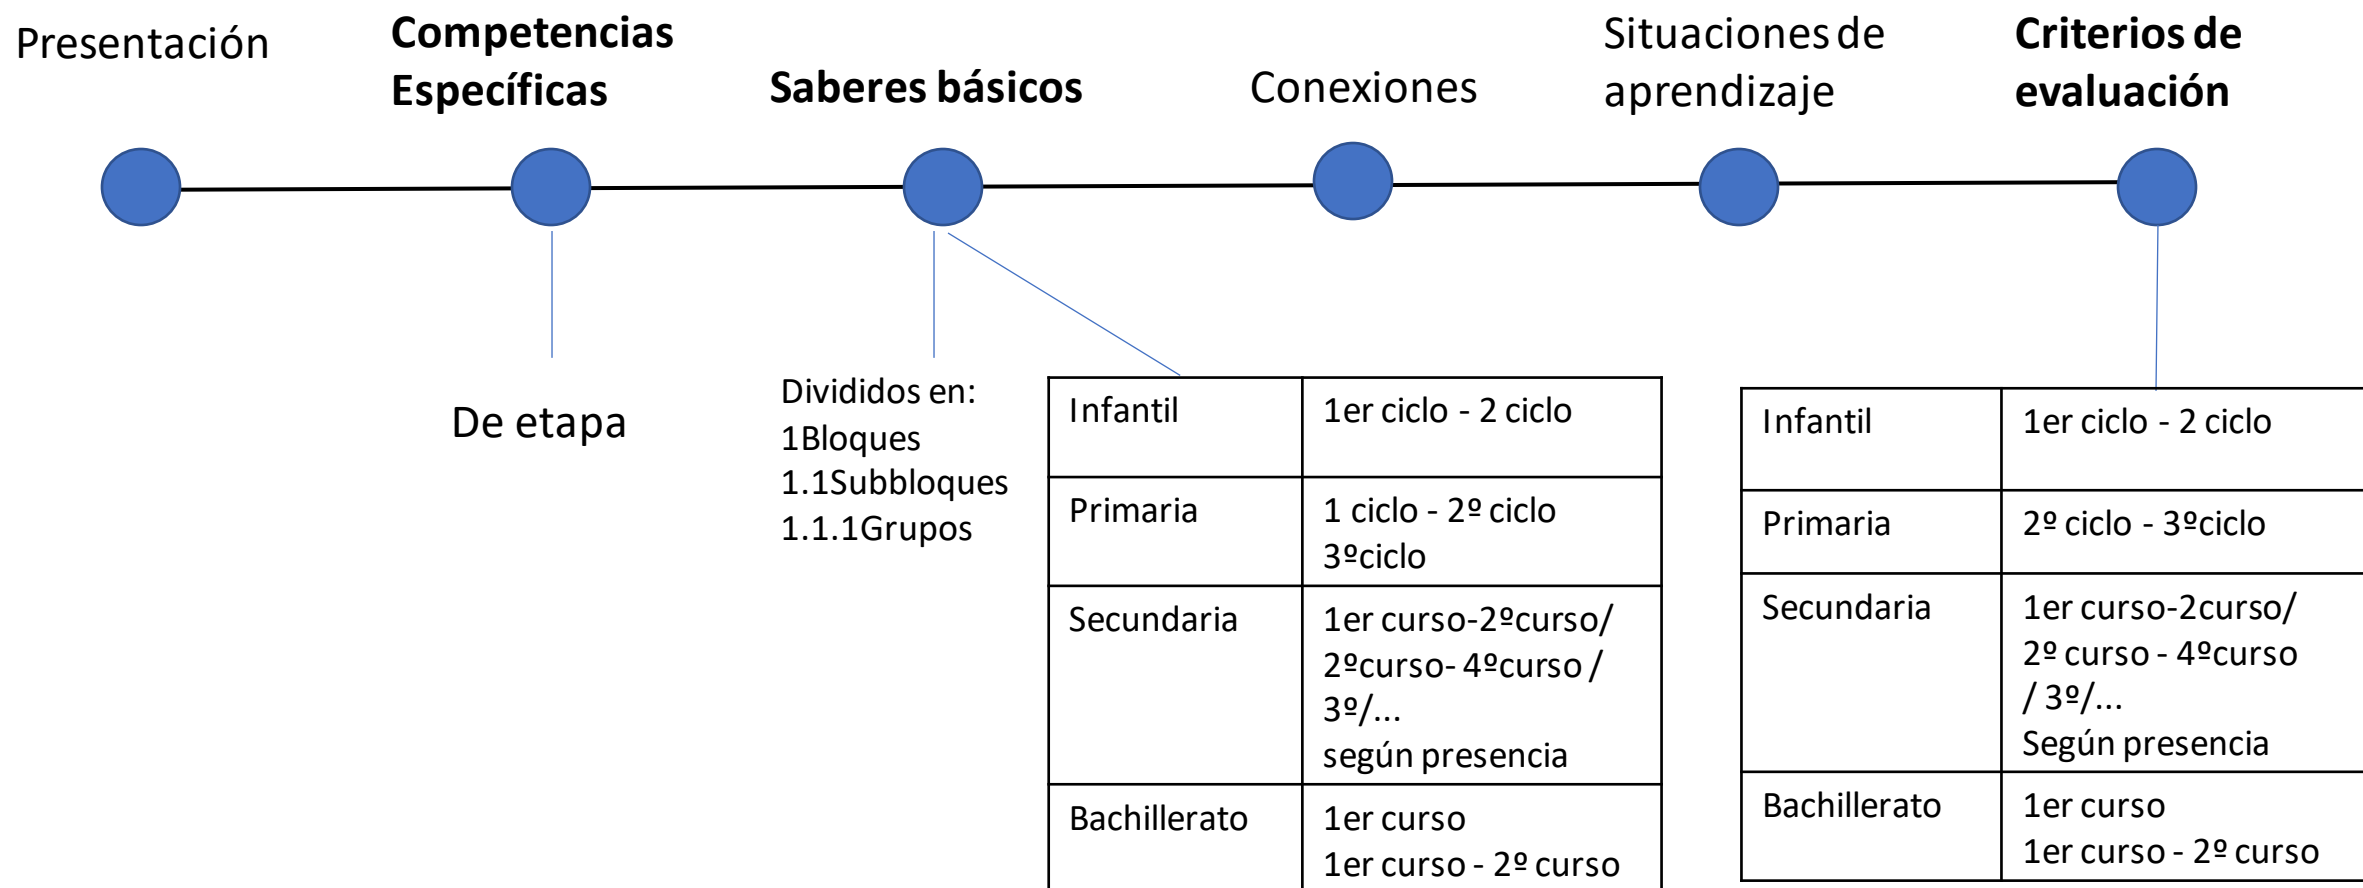 Presentación
Competencias
Específicas
Saberes básicos
Conexiones
Situaciones de
aprendizaje
Criterios de
evaluación
De etapa
Divididos en:
1Bloques
1.1Subbloques
1.1.1Grupos
Infantil
1er ciclo - 2 ciclo
Primaria
1 ciclo - 2º ciclo
3ºciclo
Secundaria
1er curso-2ºcurso/
2ºcurso- 4ºcurso /
3º/...
según presencia
Bachillerato
1er curso
1er curso - 2º curso
Infantil
1er ciclo - 2 ciclo
Primaria
2º ciclo - 3ºciclo
Secundaria
1er curso-2curso/
2º curso - 4ºcurso
/ 3º/...
Según presencia
Bachillerato
1er curso
1er curso - 2º curso